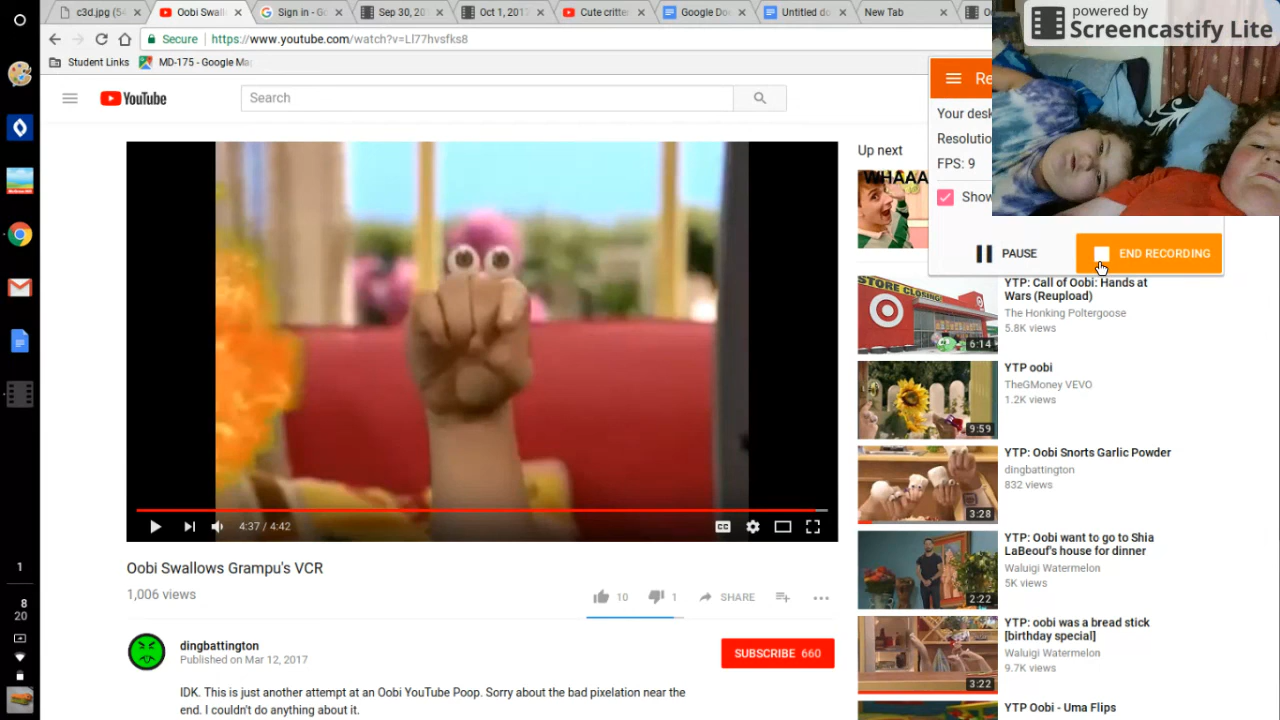 c3d.jpg (54
Oobi Swall
Sign in - Go
Sep 30, 20
Oct 1, 201
Cute critter
Google Do
Untitled do
New Tab
powered by
Screencastify Lite
Secure
https://www.youtube.com
Student Links
MD-175 - Google Ma
YouTube
Search
Re
Your desk
Resolutio
FPS: 9
Show
PAUSE
END RECORDING
Up next
WHAAA
STORE CLOSING
6:14
YTP: Call of Oobi: Hands at
Wars (Reupload)
The Honking Poltergoose
5.8K views
9:59
YTP oobi
TheGMoney VEVO
1.2K views
3:28
YTP: Oobi Snorts Garlic Powder
dingbattington
832 views
2:22
YTP: Oobi want to go to Shia
LaBeouf's house for dinner
Waluigi Watermelon
5K views
3:22
YTP: oobi was a bread stick
[birthday special]
Waluigi Watermelon
9.7K views
YTP Oobi - Uma Flips
4:37 / 4:42
CC
Oobi Swallows Grampu's VCR
1,006 views
10
1
SHARE
dingbattington
Published on Mar 12, 2017
SUBSCRIBE 660
IDK. This is just another attempt at an Oobi YouTube Poop. Sorry about the bad pixelation near the
end. I couldn't do anything about it.
1
8
20